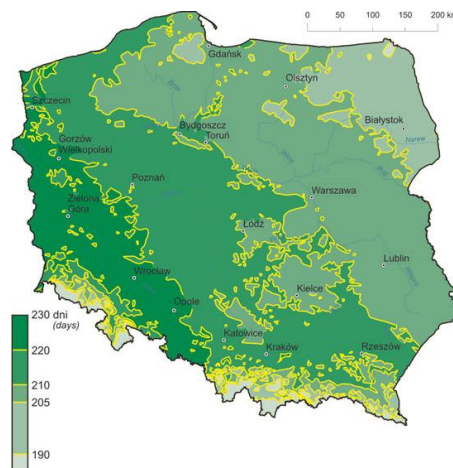 0 50 100 150 200 km
Gdańsk
Olsztyn
Szczecin
Białystok
Bydgoszcz
Toruń
Narew
Gorzów
Wielkopolski
Poznań
Warszawa
Zielona
Góra
Łódź
Lublin
Wrocław
Kielce
Opole
Katowice
Kraków
Rzeszów
230 dni
(days)
220
210
205
190